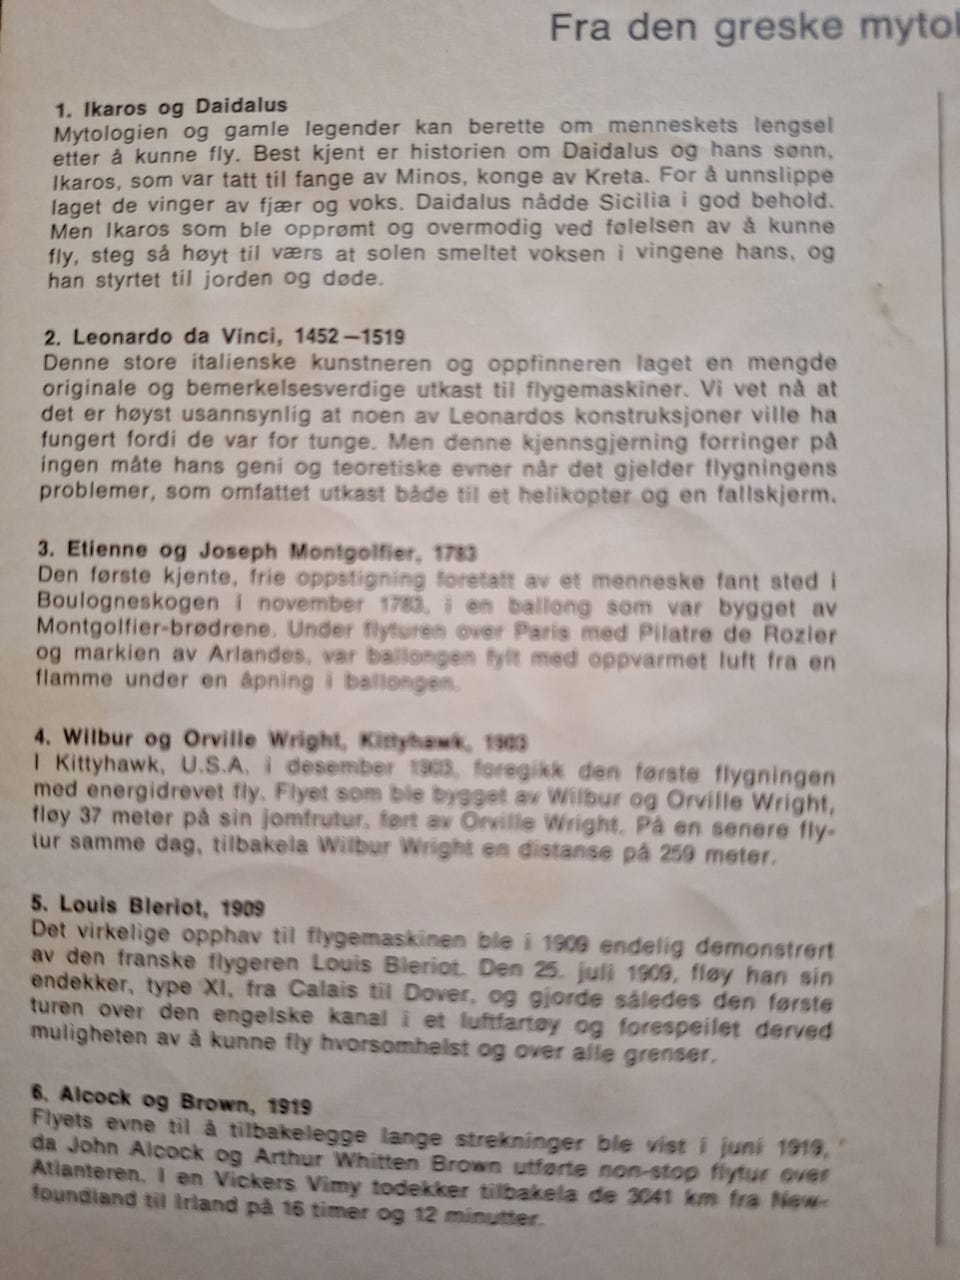 Fra den greske mytol
1. Ikaros og Daidalus
Mytologien og gamle legender kan berette om menneskets lengsel
etter å kunne fly. Best kjent er historien om Daidalus og hans sønn,
Ikaros, som var tatt til fange av Minos, konge av Kreta. For å unnslippe
laget de vinger av fjær og voks. Daidalus nådde Sicilia i god behold.
Men Ikaros som ble opprømt og overmodig ved følelsen av å kunne
fly, steg så høyt til værs at solen smeltet voksen i vingene hans, og
han styrtet til jorden og døde.
2. Leonardo da Vinci, 1452—1519
Denne store italienske kunstneren og oppfinneren laget en mengde
originale og bemerkelsesverdige utkast til flygemaskiner. Vi vet nå at
det er høyst usannsynlig at noen av Leonardos konstruksjoner ville ha
fungert fordi de var for tunge. Men denne kjennsgjerning forringer på
ingen måte hans geni og teoretiske evner når det gjelder flygningens
problemer, som omfattet utkast både til et helikopter og en fallskjerm.
3. Etienne og Joseph Montgolfier, 1783
Den første kjente, frie oppstigning foretatt av et menneske fant sted i
Boulogneskogen i november 1783, i en ballong som var bygget av
Montgolfier-brødrene. Under flyturen over Paris med Pilatre de Rozier
og markien av Arlandes, var ballongen fylt med oppvarmet luft fra en
flamme under en åpning i ballongen.
4. Wilbur og Orville Wright, Kittyhawk, 1903
I Kittyhawk, U.S.A. i desember 1903, foregikk den første flygningen
med energidrevet fly. Flyet som ble bygget av Wilbur og Orville Wright,
fløy 37 meter på sin jomfrutur, ført av Orville Wright. På en senere fly-
tur samme dag, tilbakela Wilbur Wright en distanse på 259 meter.
5. Louis Bleriot, 1909
Det virkelige opphav til flygemaskinen ble i 1909 endelig demonstrert
av den franske flygeren Louis Bleriot. Den 25. juli 1909, fløy han sin
endekker, type XI, fra Calais til Dover, og gjorde således den første
turen over den engelske kanal i et luftfartøy og forespeilet derved
muligheten av å kunne fly hvorsomhelst og over alle grenser.
6. Alcock og Brown, 1919
Flyets evne til å tilbakelegge lange strekninger ble vist i juni 1919,
da John Alcock og Arthur Whitten Brown utførte non-stop flytur over
Atlanteren. I en Vickers Vimy todekker tilbakela de 3041 km fra New-
foundland til Irland på 16 timer og 12 minutter.